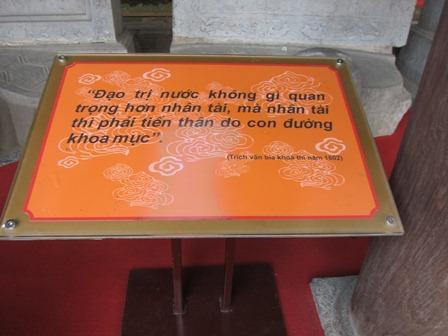 “Đạo trị nước không gì quan
trọng hơn nhân tài, mà nhân tài
thì phải tiến thân do con đường
khoa mục”.
(Trích văn bia khoa thi năm 1602)